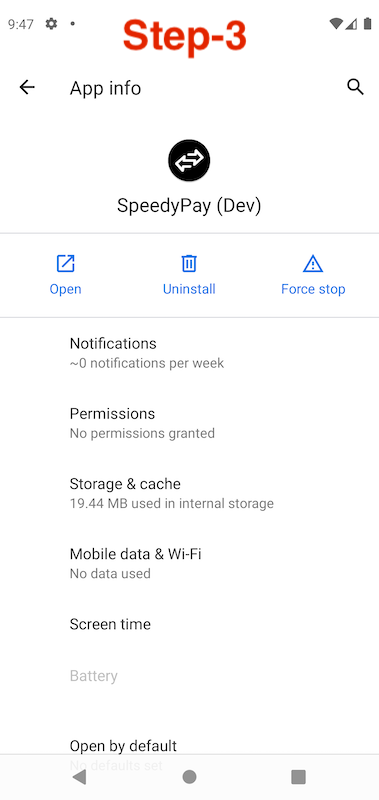 9:47
Step-3
App info
SpeedyPay (Dev)
Open
Uninstall
Force stop
Notifications
~0 notifications per week
Permissions
No permissions granted
Storage & cache
19.44 MB used in internal storage
Mobile data & Wi-Fi
No data used
Screen time
Battery
Open by default
No defaults set